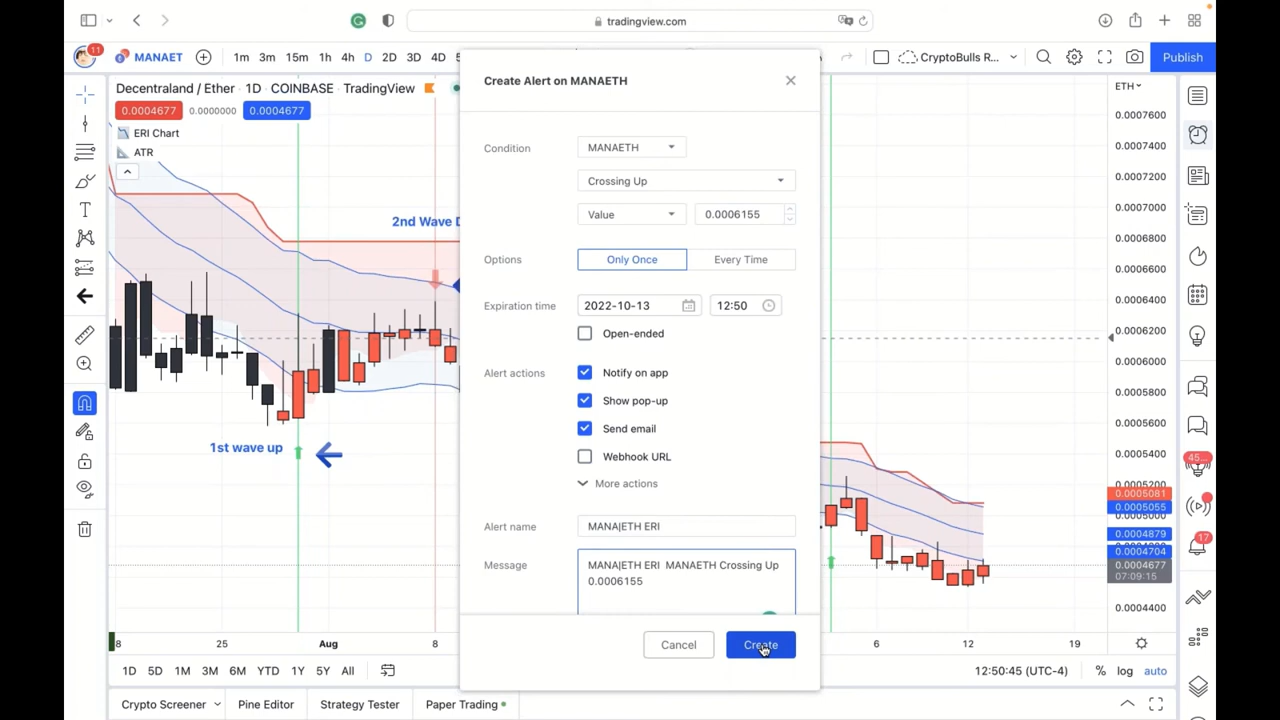 tradingview.com
11
MANAET
1m 3m 15m 1h 4h D 2D 3D 4D
CryptoBulls R...
Publish
Decentraland / Ether · 1D · COINBASE · TradingView
0.0004677 0.0000000 0.0004677
ERI Chart
ATR
2nd Wave
1st wave up
Create Alert on MANAETH
Condition
MANAETH
Crossing Up
Value
0.0006155
Options
Only Once
Every Time
Expiration time
2022-10-13
12:50
Open-ended
Alert actions
Notify on app
Show pop-up
Send email
Webhook URL
More actions
Alert name
MANA|ETH ERI
Message
MANA|ETH ERI MANAETH Crossing Up
0.0006155
Cancel
Create
ETH
0.0007600
0.0007400
0.0007200
0.0007000
0.0006800
0.0006600
0.0006400
0.0006200
0.0006000
0.0005800
0.0005600
0.0005400
0.0005200
0.0005081
0.0005055
0.0004879
0.0004704
0.0004677
07:09:15
0.0004400
45...
17
8 25 Aug 8 6 12 19
1D 5D 1M 3M 6M YTD 1Y 5Y All
12:50:45 (UTC-4)
% log auto
Crypto Screener
Pine Editor
Strategy Tester
Paper Trading